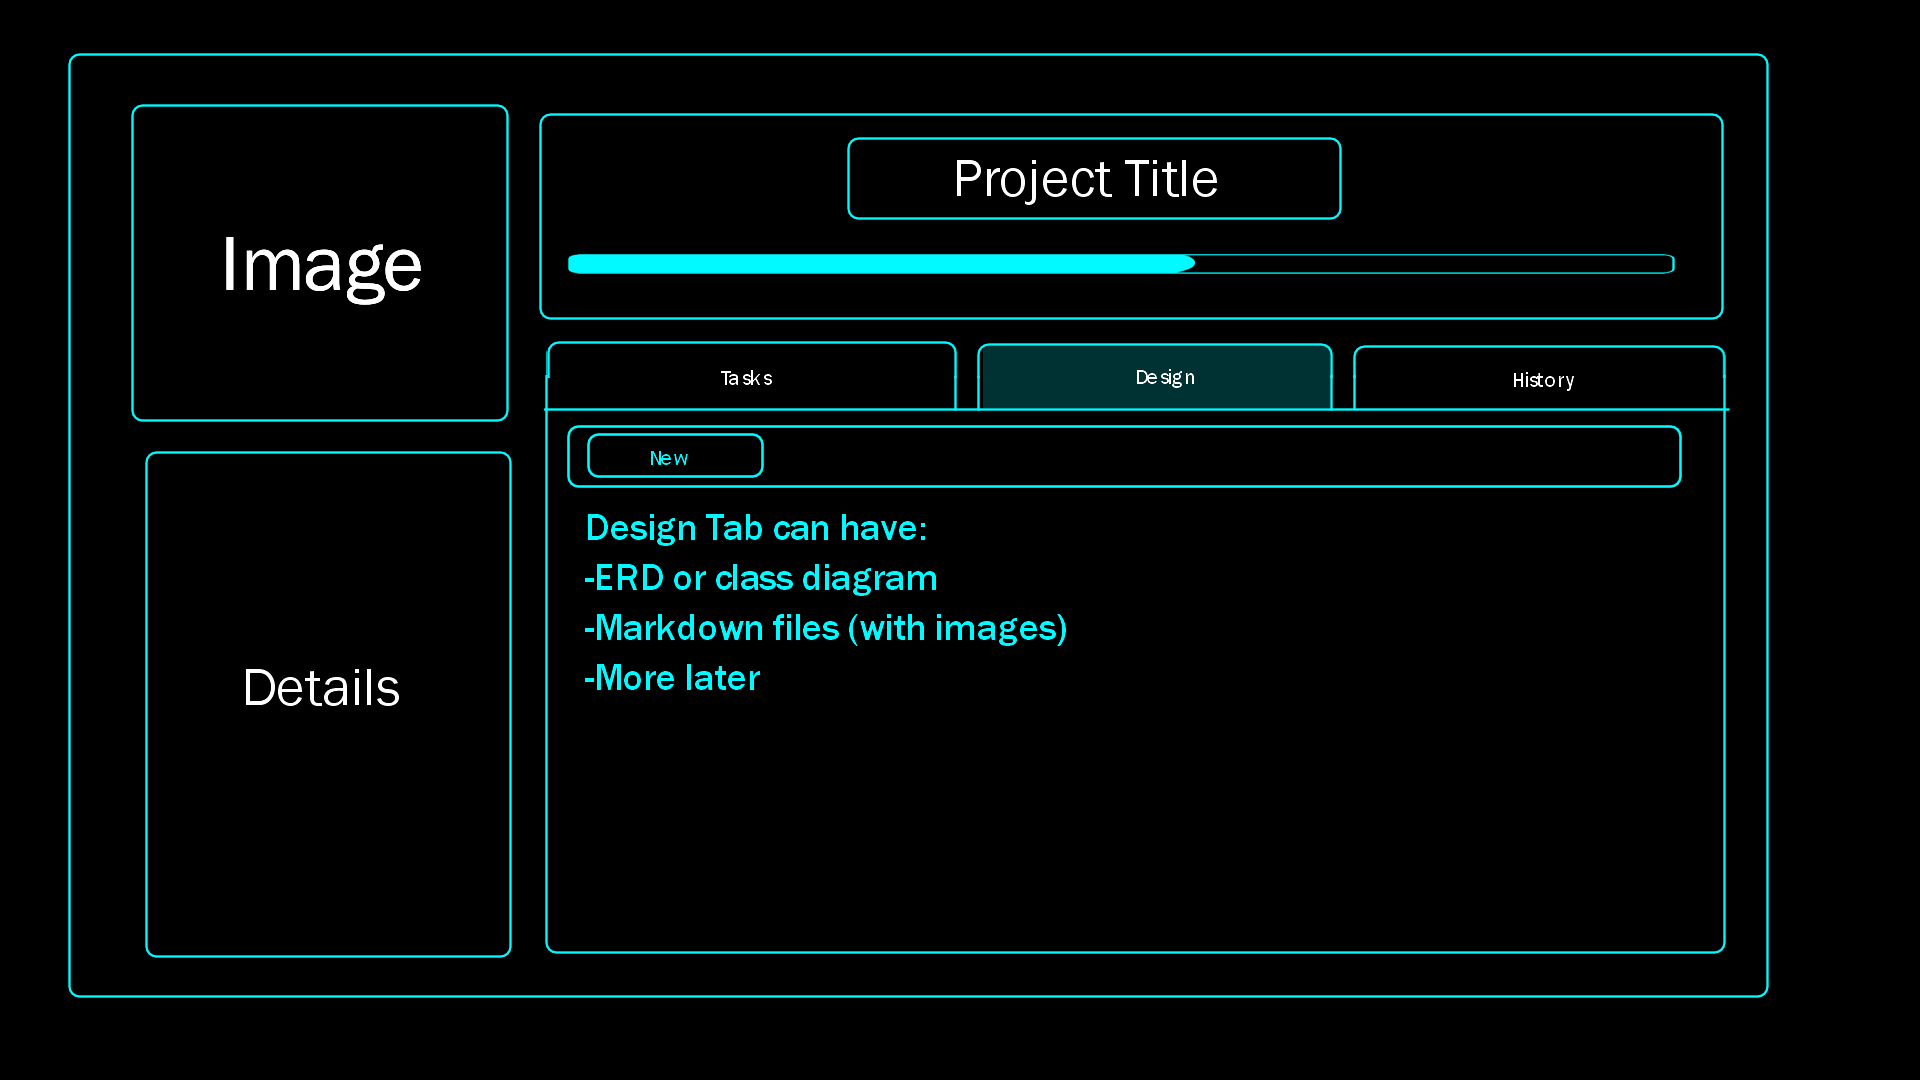 Image
Project Title
Tasks
Design
History
New
Design Tab can have:
-ERD or class diagram
-Markdown files (with images)
-More later
Details